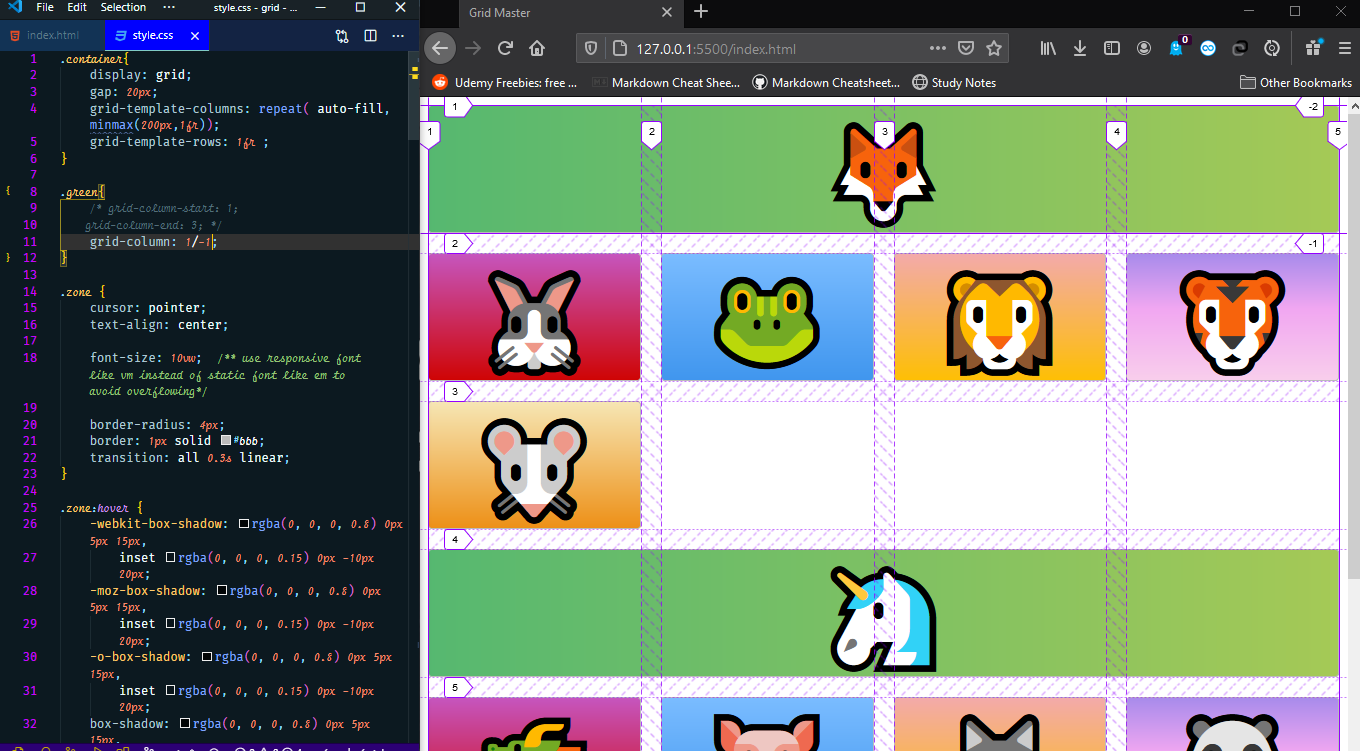 File Edit Selection ··· style.css - grid - ...
index.html style.css
1 .container{
2 display: grid;
3 gap: 20px;
4 grid-template-columns: repeat( auto-fill,
minmax(200px,1fr));
5 grid-template-rows: 1fr ;
6 }
7
8 .green{
9 /* grid-column-start: 1;
10 grid-column-end: 3; */
11 grid-column: 1/-1;
12 }
13
14 .zone {
15 cursor: pointer;
16 text-align: center;
17
18 font-size: 10vw; /** use responsive font
like vm instead of static font like em to
avoid overflowing*/
19
20 border-radius: 4px;
21 border: 1px solid #bbb;
22 transition: all 0.3s linear;
23 }
24
25 .zone:hover {
26 -webkit-box-shadow: rgba(0, 0, 0, 0.8) 0px
5px 15px,
27 inset rgba(0, 0, 0, 0.15) 0px -10px
20px;
28 -moz-box-shadow: rgba(0, 0, 0, 0.8) 0px
5px 15px,
29 inset rgba(0, 0, 0, 0.15) 0px -10px
20px;
30 -o-box-shadow: rgba(0, 0, 0, 0.8) 0px 5px
15px,
31 inset rgba(0, 0, 0, 0.15) 0px -10px
20px;
32 box-shadow: rgba(0, 0, 0, 0.8) 0px 5px
15px,
Grid Master
127.0.0.1:5500/index.html
0
Udemy Freebies: free ... Markdown Cheat Shee... Markdown Cheatsheet... Study Notes Other Bookmarks
1 -2
1 2 3 4 5
2 -1
3
4
5